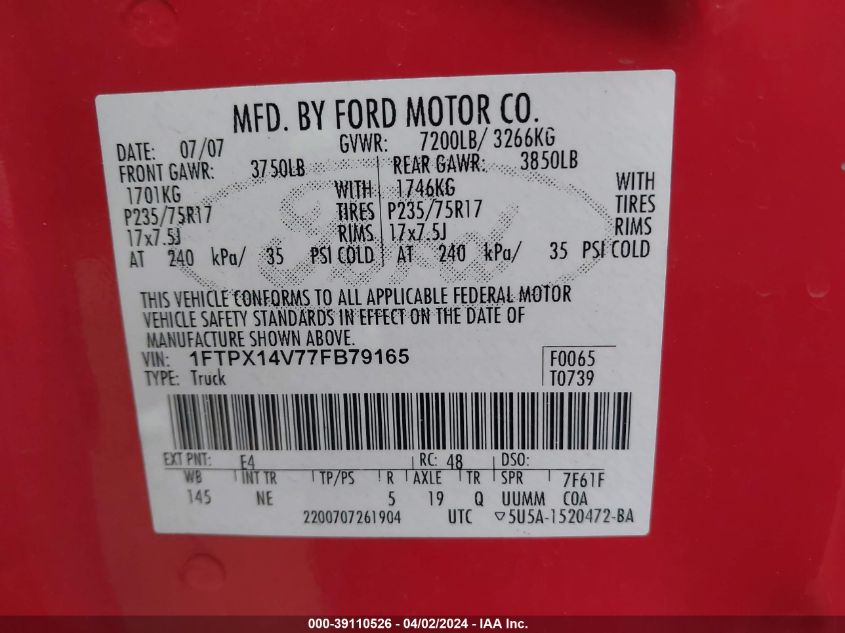 MFD. BY FORD MOTOR CO.
DATE: 07/07 GVWR: 7200LB/ 3266KG
FRONT GAWR: 3750LB REAR GAWR: 3850LB
1701KG WITH 1746KG WITH
P235/75R17 TIRES P235/75R17 TIRES
17x7.5J RIMS 17x7.5J RIMS
AT 240 kPa/ 35 PSI COLD AT 240 kPa/ 35 PSI COLD
Ford
THIS VEHICLE CONFORMS TO ALL APPLICABLE FEDERAL MOTOR
VEHICLE SAFETY STANDARDS IN EFFECT ON THE DATE OF
MANUFACTURE SHOWN ABOVE.
VIN: 1FTPX14V77FB79165 F0065
TYPE: Truck T0739
EXT PNT: E4 RC: 48 DSO:
WB INT TR TP/PS R AXLE TR SPR 7F61F
145 NE 5 19 Q UUMM COA
2200707261904 UTC ▽5U5A-1520472-BA
000-39110526 - 04/02/2024 - IAA Inc.